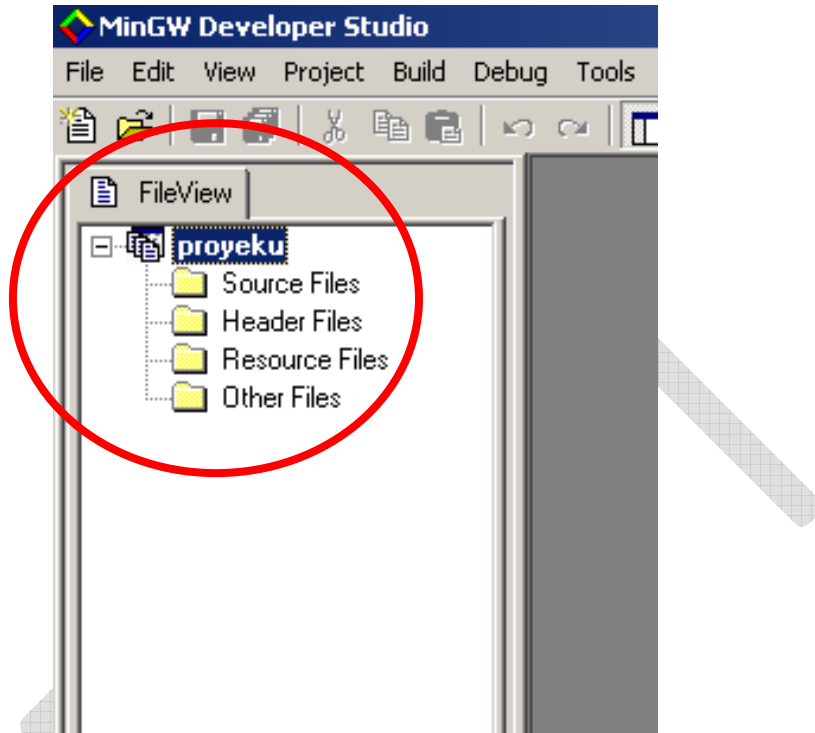 MinGW Developer Studio
File Edit View Project Build Debug Tools
FileView
proyeku
Source Files
Header Files
Resource Files
Other Files